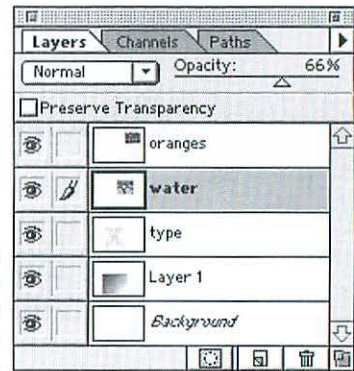 Layers Channels Paths
Normal Opacity: 66%
Preserve Transparency
oranges
water
type
Layer 1
Background